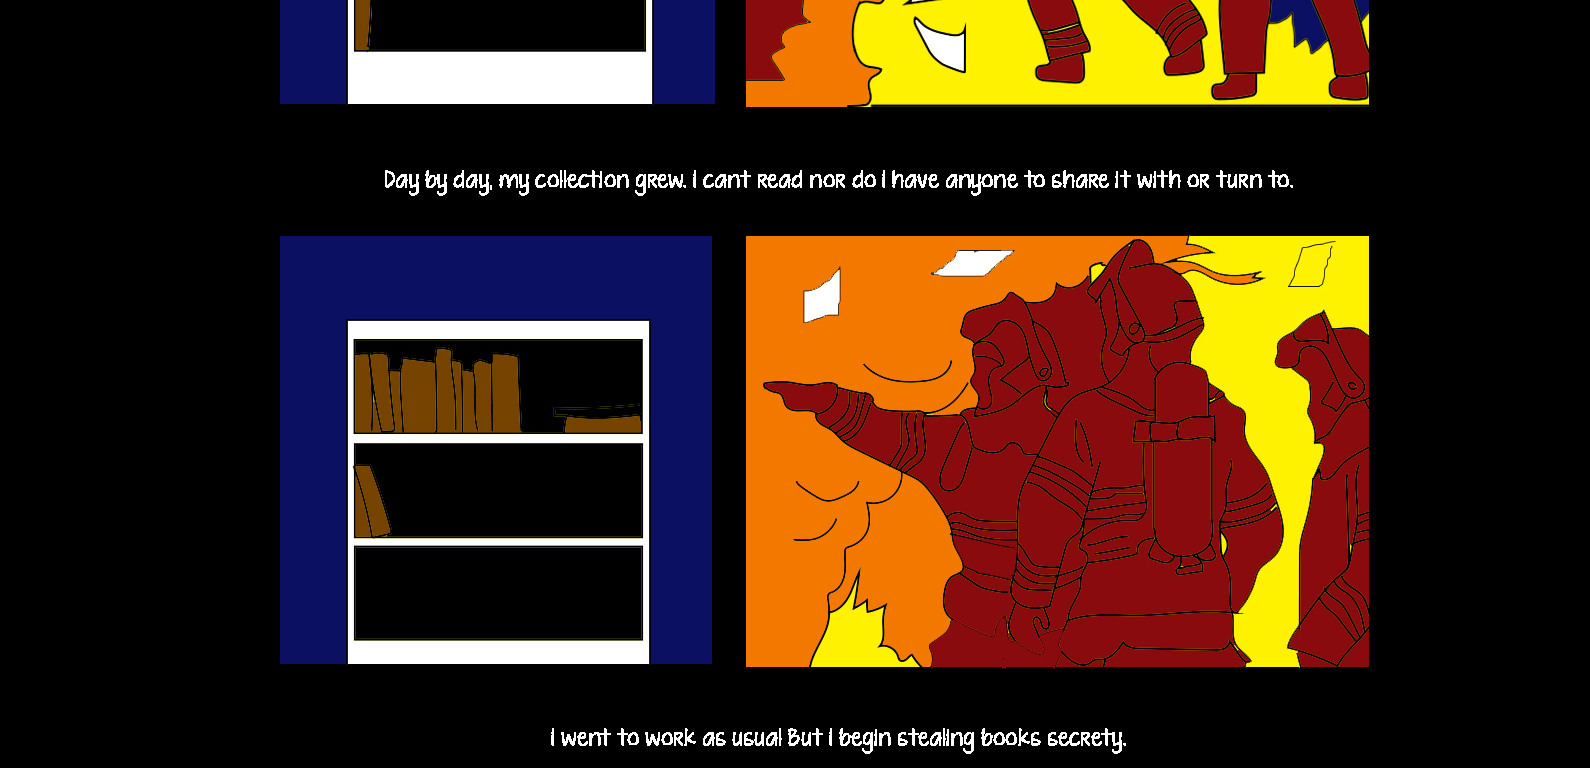 Day by day, my collection grew. I cant read nor do I have anyone to share it with or turn to.
I went to work as usual But I begin stealing books secrety.